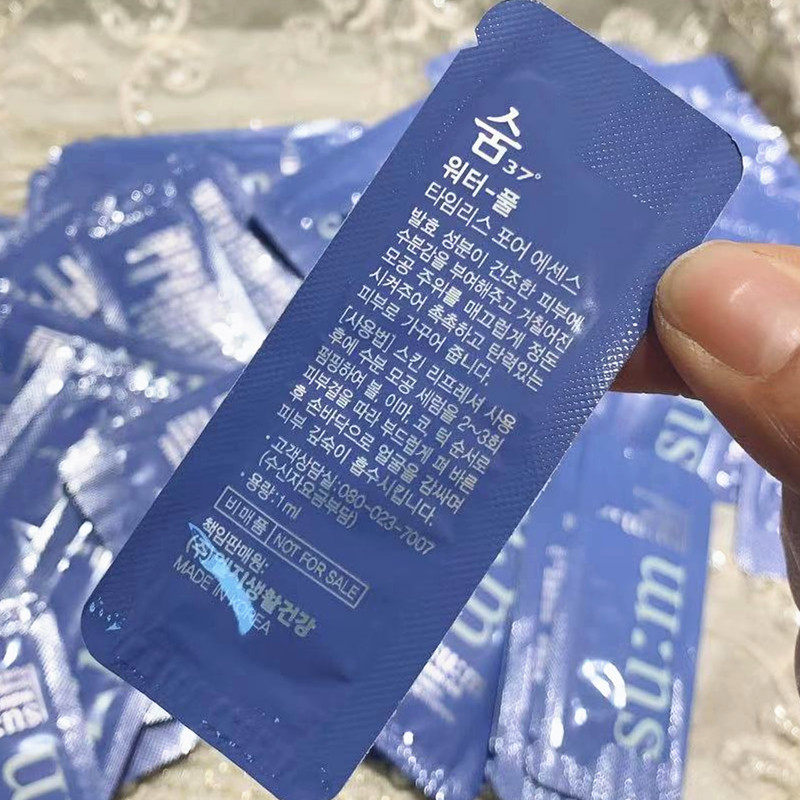 숨37°
워터-풀
타임리스 포어 에센스
발효 성분이 건조한 피부에
수분감을 부여해주고 거칠어진
모공 주위를 매끄럽게 정돈
시켜주어 촉촉하고 탄력있는
피부로 가꾸어 줍니다.
[사용법] 스킨 리프레셔 사용
후에 수분 모공 세럼을 2~3회
펌핑하여 볼 이마 코 턱 순서로
피부결을 따라 부드럽게 펴 바른
후 손바닥으로 얼굴을 감싸며
피부 깊숙이 흡수시킵니다.
• 고객상담실:080-023-7007
(수신자요금부담)
• 용량:1ml
비매품 NOT FOR SALE
책임판매원:
(주) 생활건강
MADE IN KOREA
su:m
su:m